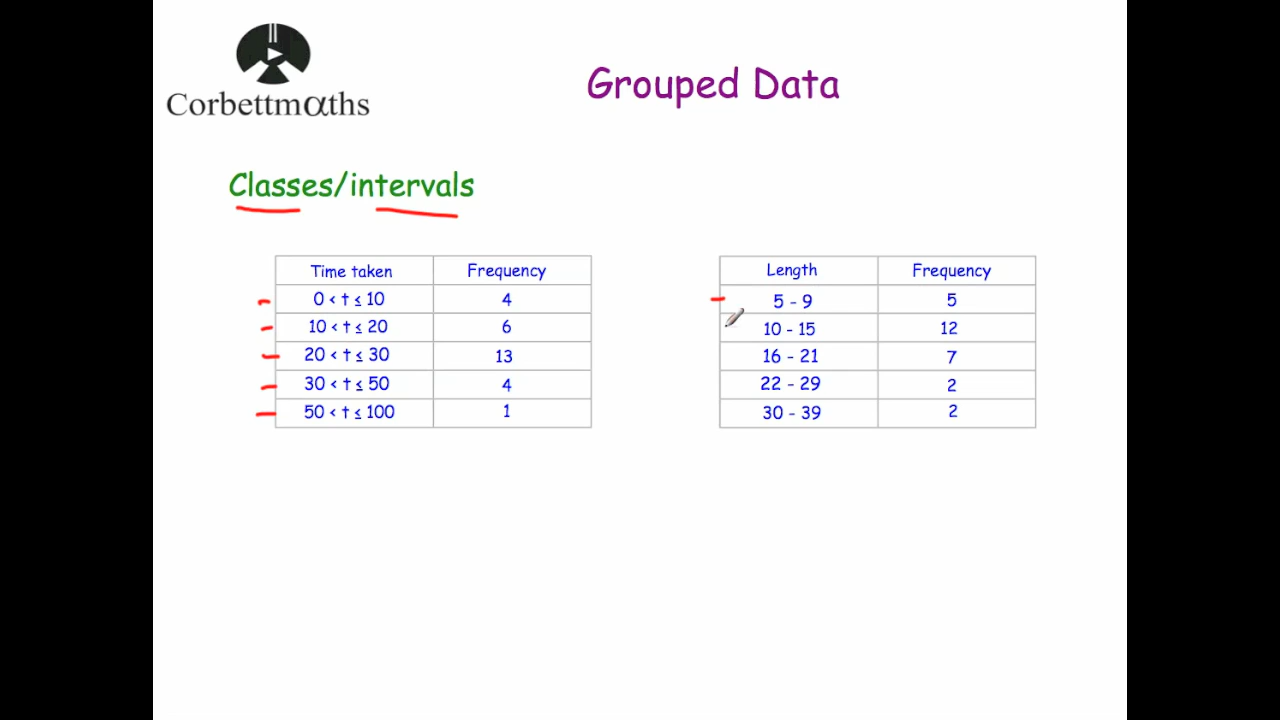 Corbettmαths
Grouped Data
Classes/intervals
Time taken Frequency
0 < t ≤ 10 4
10 < t ≤ 20 6
20 < t ≤ 30 13
30 < t ≤ 50 4
50 < t ≤ 100 1
Length Frequency
5 - 9 5
10 - 15 12
16 - 21 7
22 - 29 2
30 - 39 2